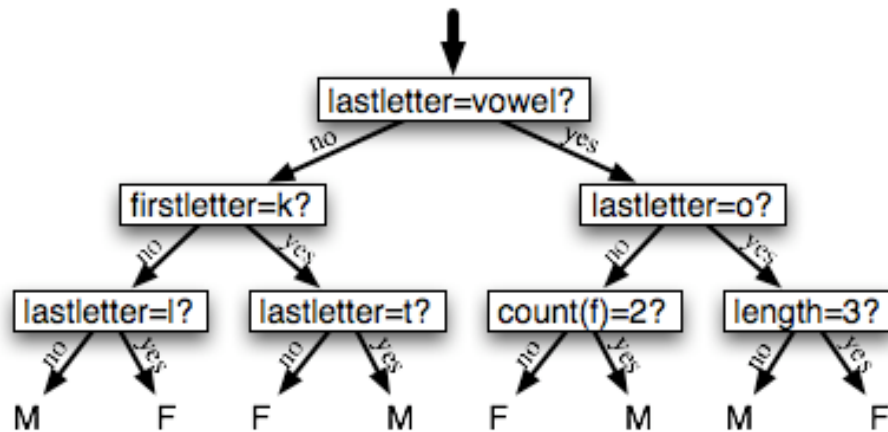 lastletter=vowel?
no yes
firstletter=k? lastletter=o?
no yes no yes
lastletter=l? lastletter=t? count(f)=2? length=3?
no yes no yes no yes no yes
M F F M F M M F